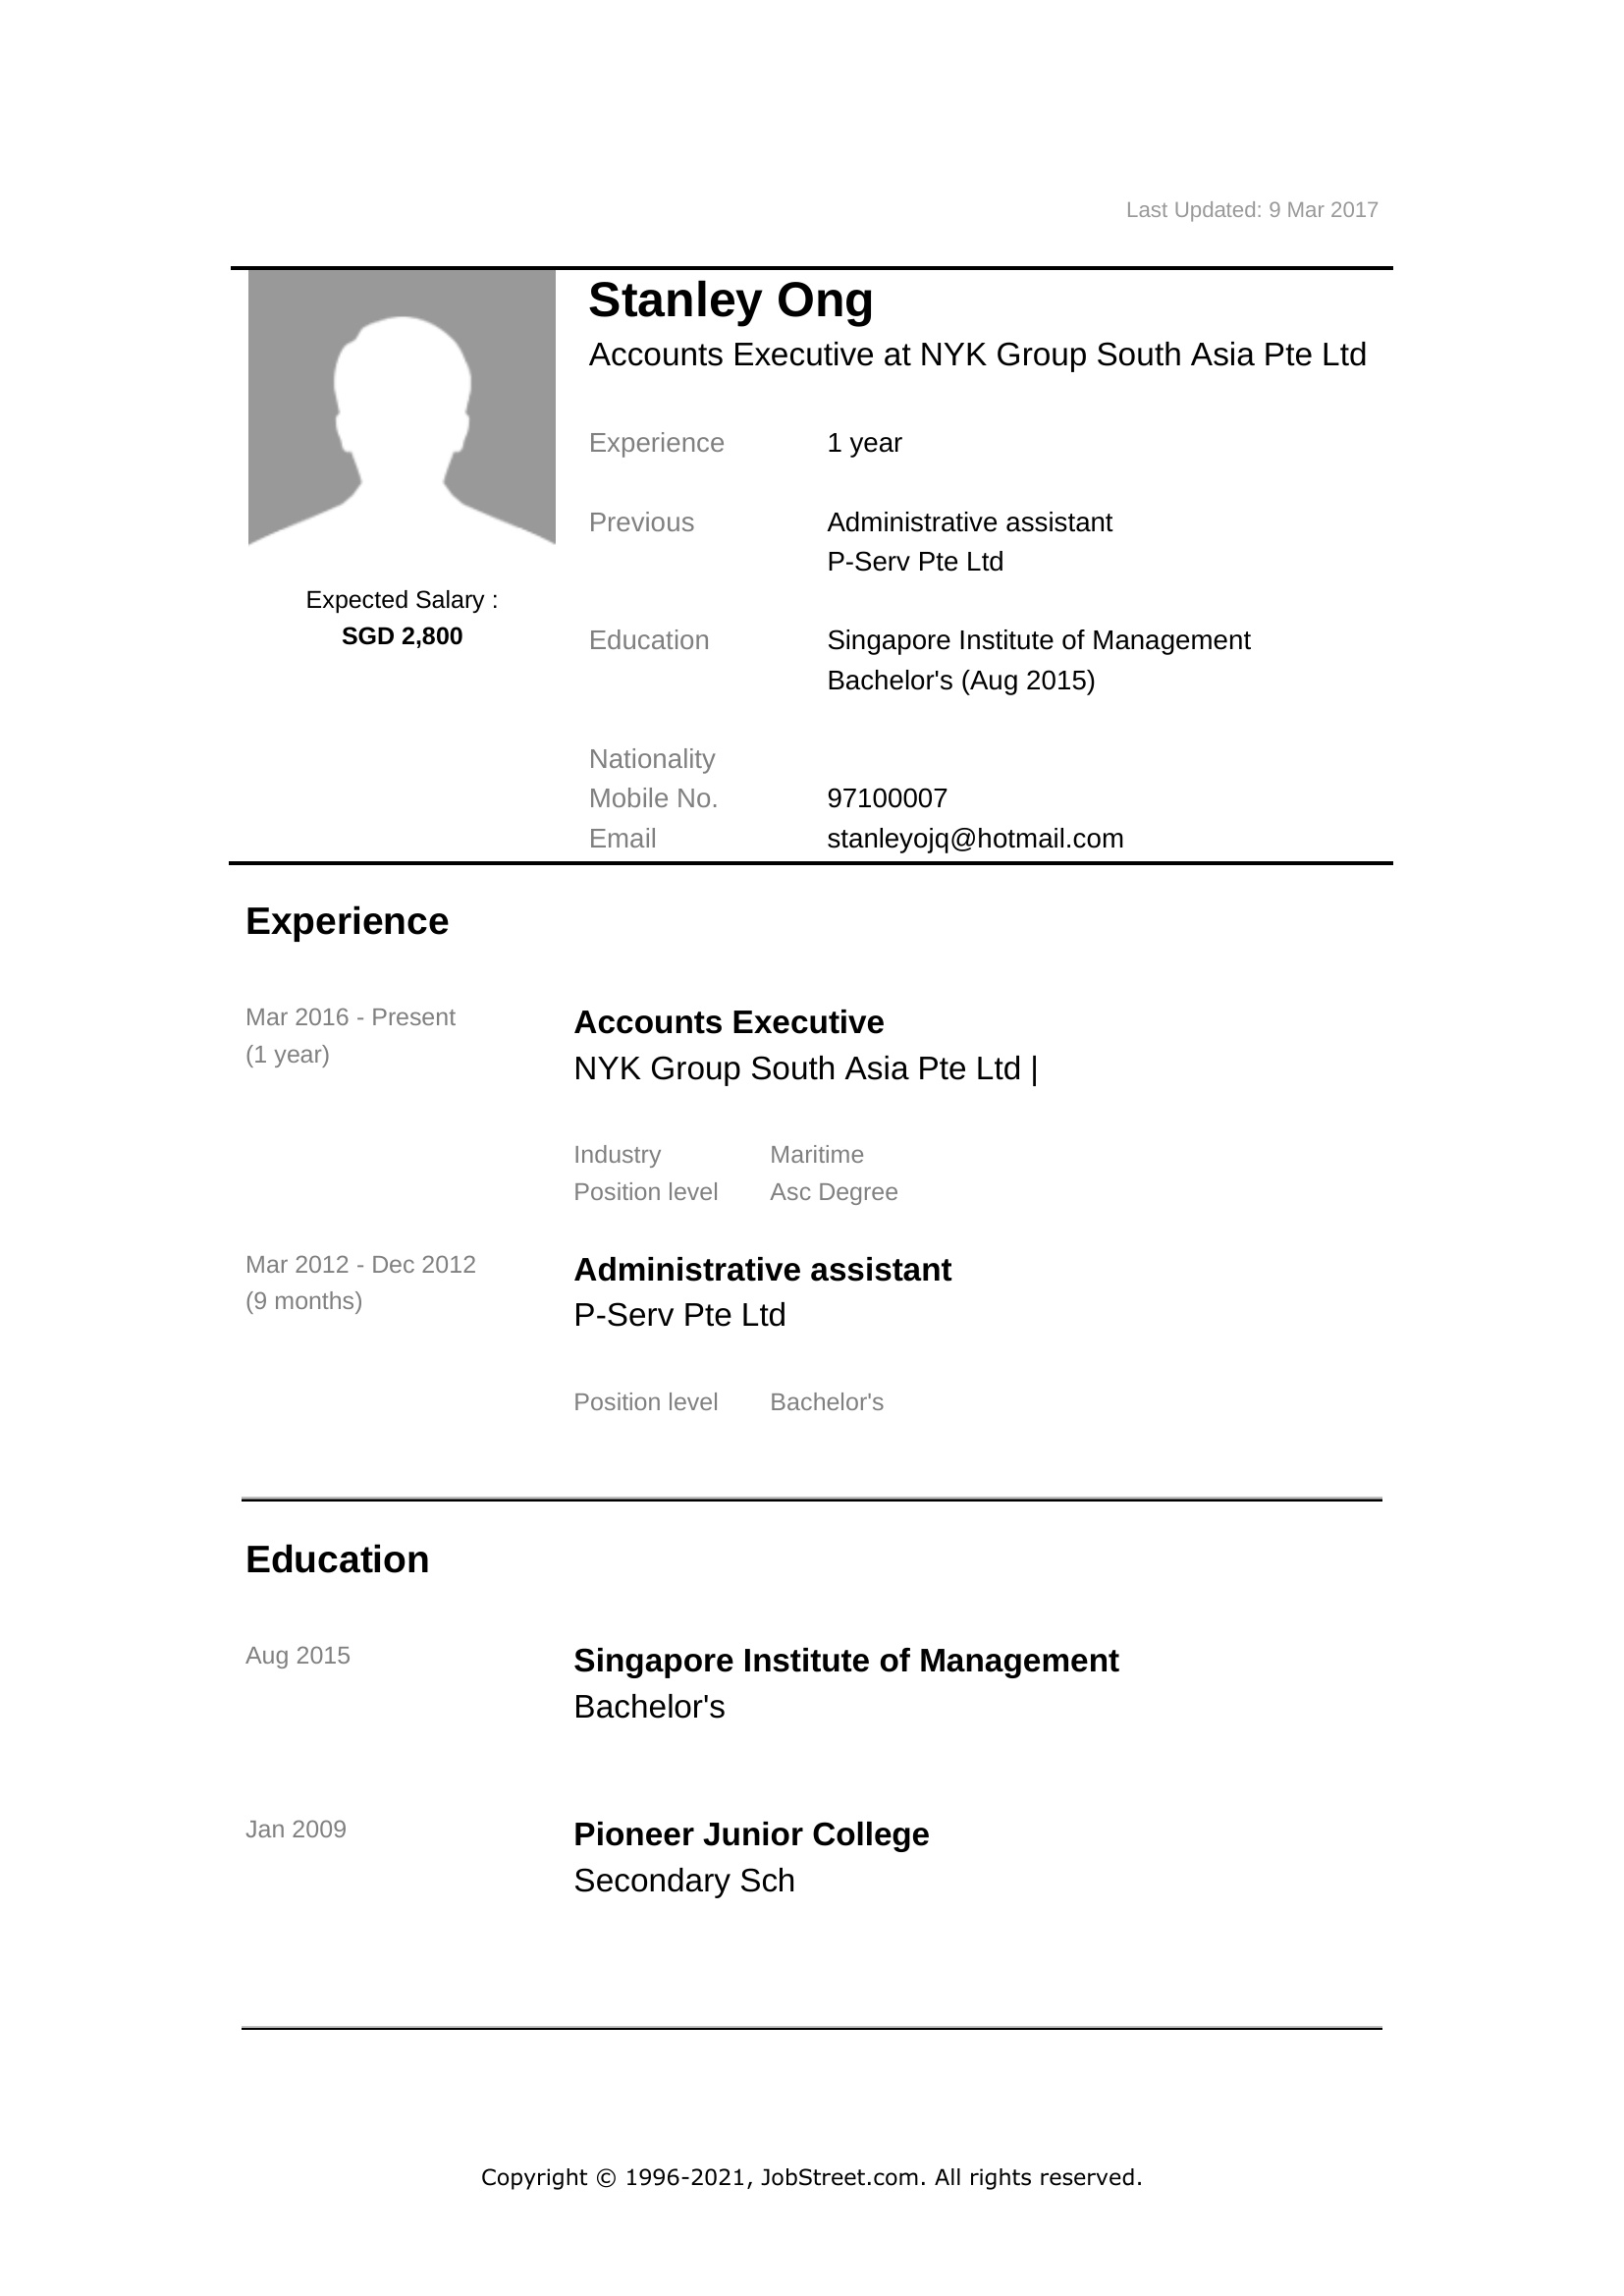 Last Updated: 9 Mar 2017
Stanley Ong
Accounts Executive at NYK Group South Asia Pte Ltd
Experience 1 year
Previous Administrative assistant
P-Serv Pte Ltd
Expected Salary :
SGD 2,800
Education Singapore Institute of Management
Bachelor's (Aug 2015)
Nationality
Mobile No. 97100007
Email stanleyojq@hotmail.com
Experience
Mar 2016 - Present
(1 year)
Accounts Executive
NYK Group South Asia Pte Ltd |
Industry Maritime
Position level Asc Degree
Mar 2012 - Dec 2012
(9 months)
Administrative assistant
P-Serv Pte Ltd
Position level Bachelor's
Education
Aug 2015
Singapore Institute of Management
Bachelor's
Jan 2009
Pioneer Junior College
Secondary Sch
Copyright © 1996-2021, JobStreet.com. All rights reserved.